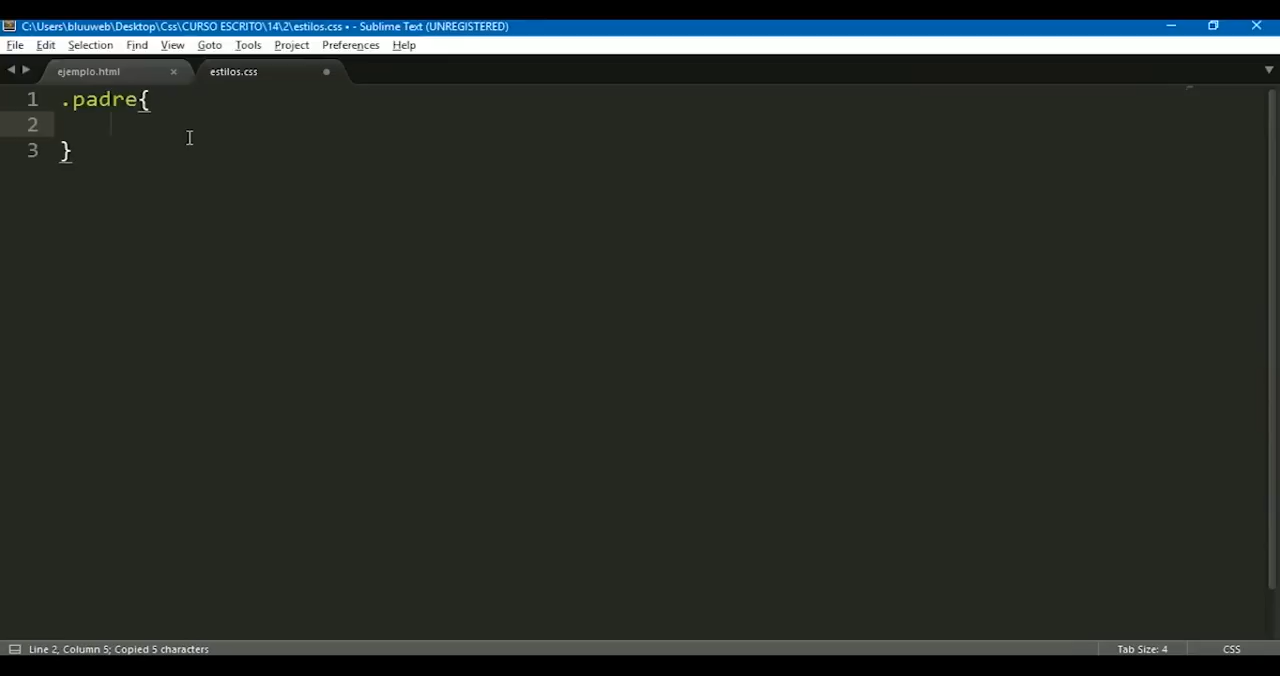 C:\Users\bluuweb\Desktop\Css\CURSO ESCRITO\14\2\estilos.css • - Sublime Text (UNREGISTERED)
File Edit Selection Find View Goto Tools Project Preferences Help
ejemplo.html estilos.css
1 .padre{
2
3 }
Line 2, Column 5; Copied 5 characters Tab Size: 4 CSS